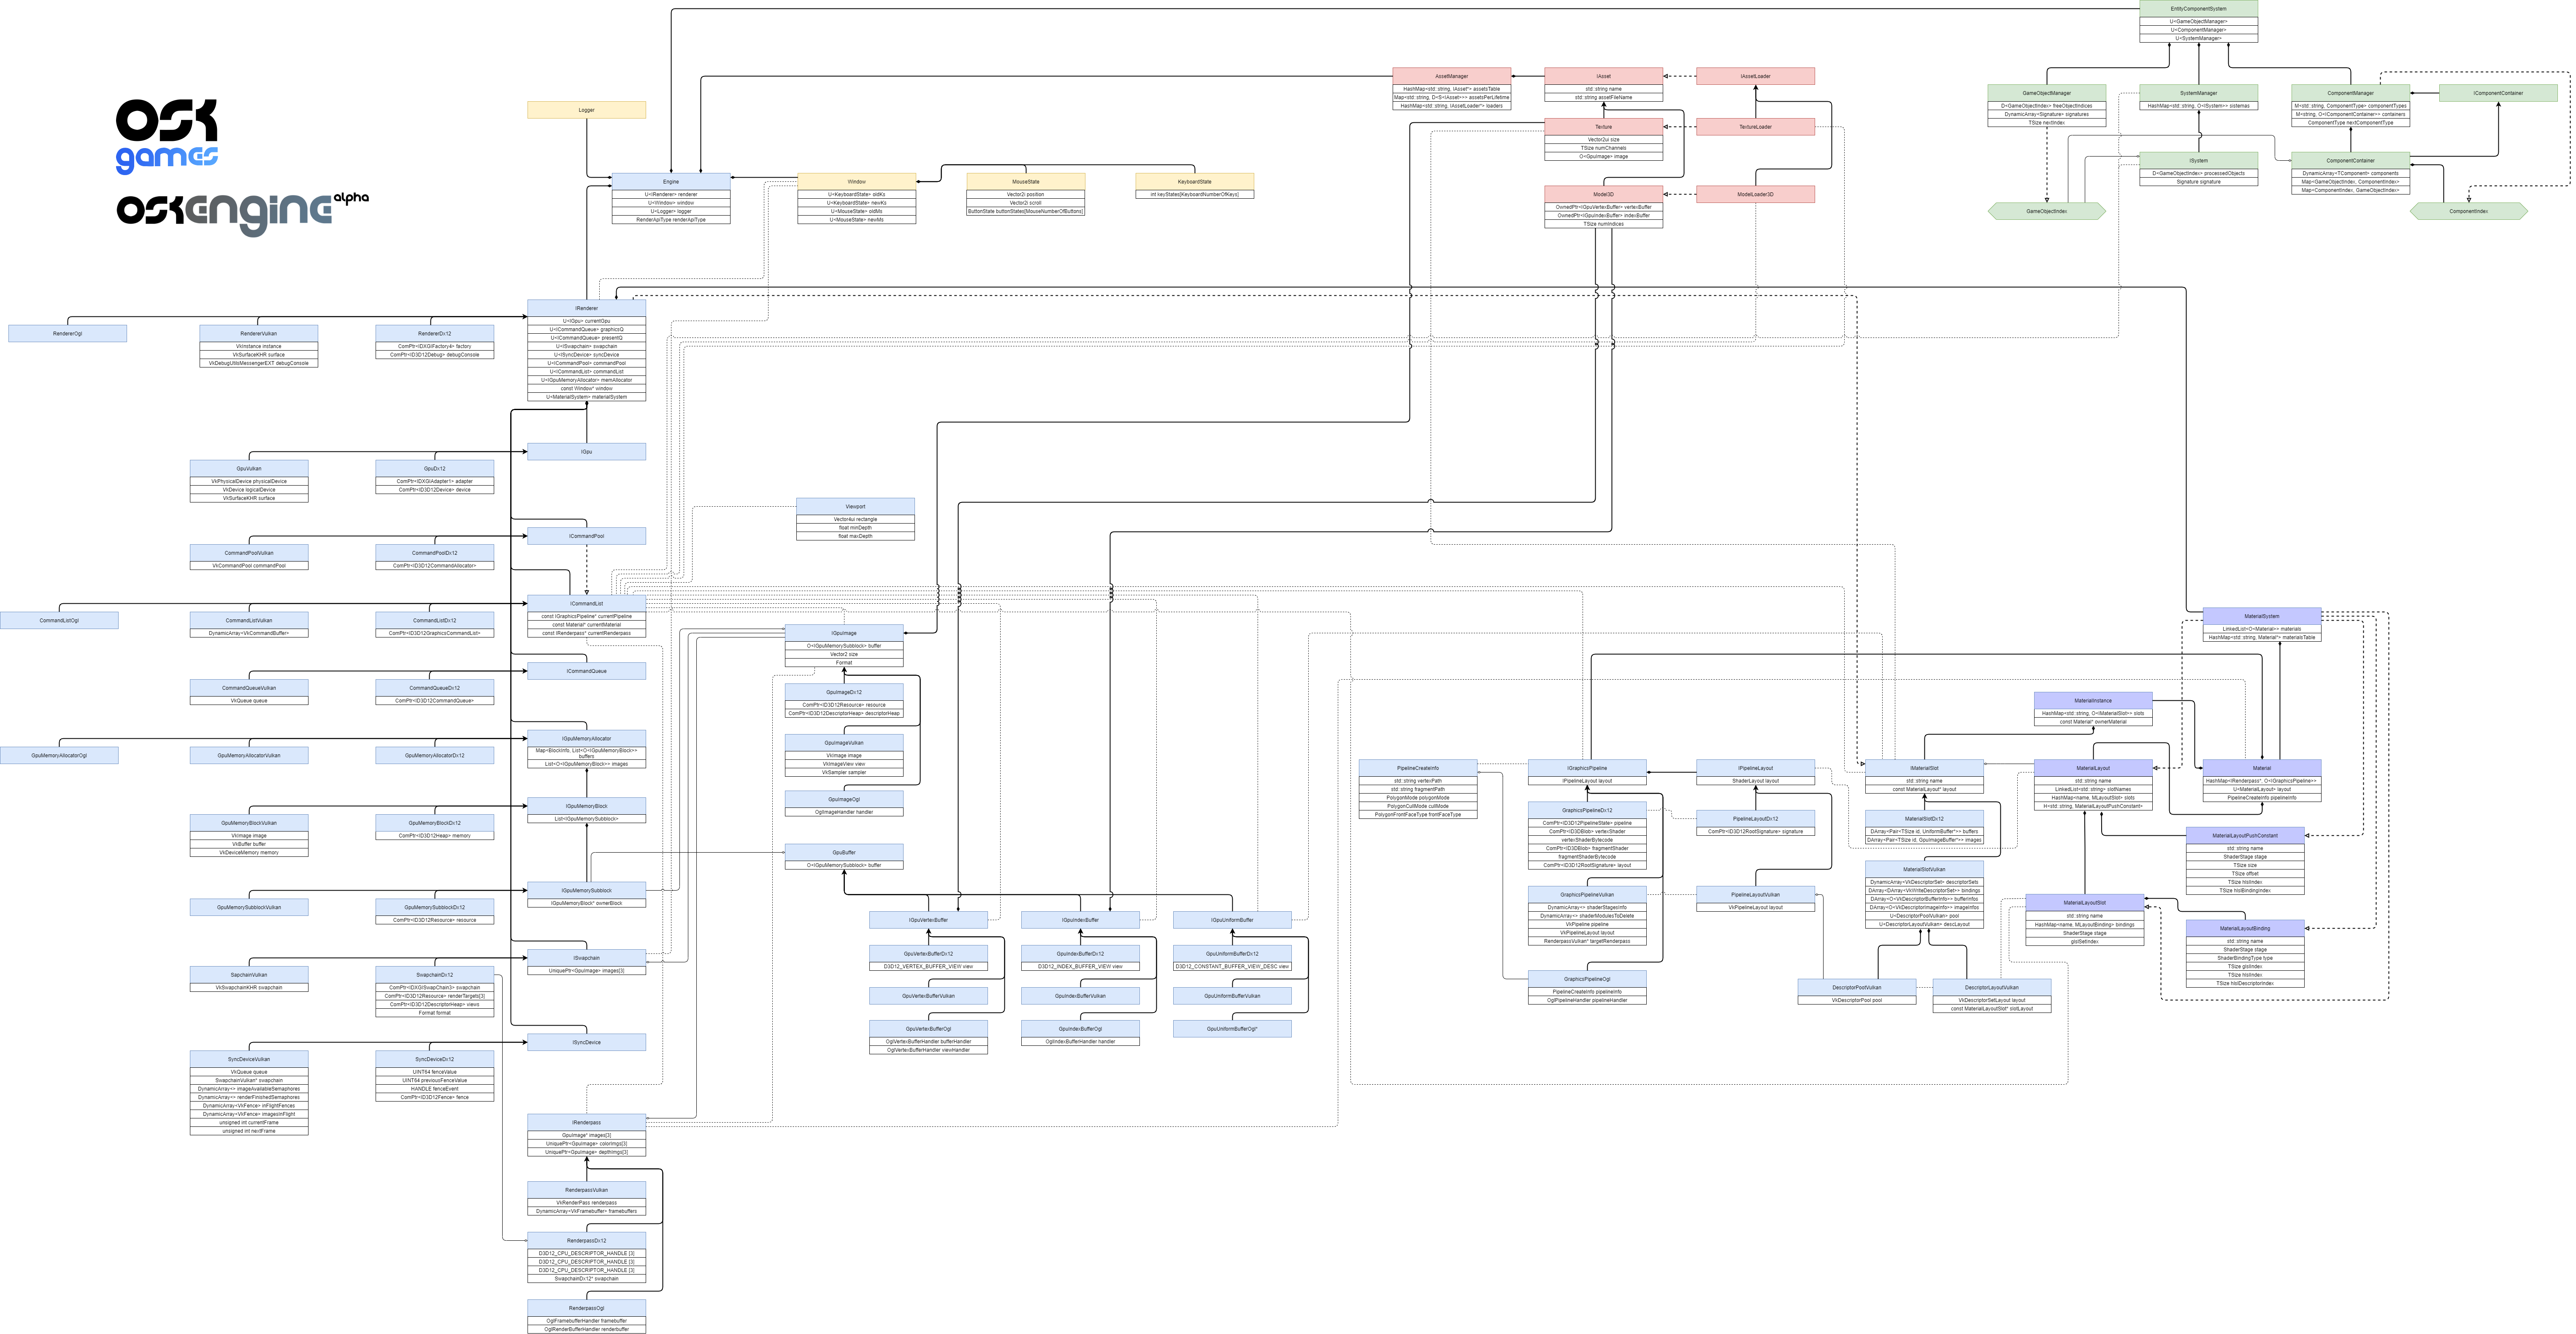 OSK
games
OSKengine alpha
EntityComponentSystem
U<GameObjectManager>
U<ComponentManager>
U<SystemManager>
AssetManager
HashMap<std::string, IAsset*> assetsTable
Map<std::string, D<S<IAsset>>> assetsPerLifetime
HashMap<std::string, IAssetLoader*> loaders
IAsset
std::string name
std::string assetFileName
IAssetLoader
GameObjectManager
D<GameObjectIndex> freeObjectIndices
DynamicArray<Signature> signatures
TSize nextIndex
SystemManager
HashMap<std::string, O<ISystem>> sistemas
ComponentManager
M<std::string, ComponentType> componentTypes
M<string, O<IComponentContainer>> containers
ComponentType nextComponentType
IComponentContainer
Logger
Texture
Vector2ui size
TSize numChannels
O<GpuImage> image
TextureLoader
ISystem
D<GameObjectIndex> processedObjects
Signature signature
ComponentContainer
DynamicArray<TComponent> components
Map<GameObjectIndex, ComponentIndex>
Map<ComponentIndex, GameObjectIndex>
Engine
U<IRenderer> renderer
U<IWindow> window
U<Logger> logger
RenderApiType renderApiType
Window
U<KeyboardState> oldKs
U<KeyboardState> newKs
U<MouseState> oldMs
U<MouseState> newMs
MouseState
Vector2i position
Vector2i scroll
ButtonState buttonStates[MouseNumberOfButtons]
KeyboardState
int keyStates[KeyboardNumberOfKeys]
Model3D
OwnedPtr<IGpuVertexBuffer> vertexBuffer
OwnedPtr<IGpuIndexBuffer> indexBuffer
TSize numIndices
ModelLoader3D
GameObjectIndex
ComponentIndex
IRenderer
U<IGpu> currentGpu
U<ICommandQueue> graphicsQ
U<ICommandQueue> presentQ
U<ISwapchain> swapchain
U<ISyncDevice> syncDevice
U<ICommandPool> commandPool
U<ICommandList> commandList
U<IGpuMemoryAllocator> memAllocator
const Window* window
U<MaterialSystem> materialSystem
RendererOgl
RendererVulkan
VkInstance instance
VkSurfaceKHR surface
VkDebugUtilsMessengerEXT debugConsole
RendererDx12
ComPtr<IDXGIFactory4> factory
ComPtr<ID3D12Debug> debugConsole
IGpu
GpuVulkan
VkPhysicalDevice physicalDevice
VkDevice logicalDevice
VkSurfaceKHR surface
GpuDx12
ComPtr<IDXGIAdapter1> adapter
ComPtr<ID3D12Device> device
Viewport
Vector4ui rectangle
float minDepth
float maxDepth
ICommandPool
CommandPoolVulkan
VkCommandPool commandPool
CommandPoolDx12
ComPtr<ID3D12CommandAllocator>
ICommandList
const IGraphicsPipeline* currentPipeline
const Material* currentMaterial
const IRenderpass* currentRenderpass
CommandListOgl
CommandListVulkan
DynamicArray<VkCommandBuffer>
CommandListDx12
ComPtr<ID3D12GraphicsCommandList>
MaterialSystem
LinkedList<O<Material>> materials
HashMap<std::string, Material*> materialsTable
IGpuImage
O<IGpuMemorySubblock> buffer
Vector2 size
Format
ICommandQueue
CommandQueueVulkan
VkQueue queue
CommandQueueDx12
ComPtr<ID3D12CommandQueue>
GpuImageDx12
ComPtr<ID3D12Resource> resource
ComPtr<ID3D12DescriptorHeap> descriptorHeap
MaterialInstance
HashMap<std::string, O<IMaterialSlot>> slots
const Material* ownerMaterial
IGpuMemoryAllocator
Map<BlockInfo, List<O<IGpuMemoryBlock>>
buffers
List<O<IGpuMemoryBlock>> images
GpuMemoryAllocatorOgl
GpuMemoryAllocatorVulkan
GpuMemoryAllocatorDx12
GpuImageVulkan
VkImage image
VkImageView view
VkSampler sampler
GpuImageOgl
OglImageHandler handler
PipelineCreateInfo
std::string vertexPath
std::string fragmentPath
PolygonMode polygonMode
PolygonCullMode cullMode
PolygonFrontFaceType frontFaceType
IGraphicsPipeline
IPipelineLayout layout
IPipelineLayout
ShaderLayout layout
IMaterialSlot
std::string name
const MaterialLayout* layout
MaterialLayout
std::string name
LinkedList<std::string> slotNames
HashMap<std::string, MLayoutSlot> slots
H<std::string, MaterialLayoutPushConstant>
Material
HashMap<IRenderpass*, O<IGraphicsPipeline>>
U<MaterialLayout> layout
PipelineCreateInfo pipelineInfo
IGpuMemoryBlock
List<IGpuMemorySubblock>
GpuMemoryBlockVulkan
VkImage image
VkBuffer buffer
VkDeviceMemory memory
GpuMemoryBlockDx12
ComPtr<ID3D12Heap> memory
GraphicsPipelineDx12
ComPtr<ID3D12PipelineState> pipeline
ComPtr<ID3DBlob> vertexShader
vertexShaderBytecode
ComPtr<ID3DBlob> fragmentShader
fragmentShaderBytecode
ComPtr<ID3D12RootSignature> layout
PipelineLayoutDx12
ComPtr<ID3D12RootSignature> signature
MaterialSlotDx12
DArray<Pair<TSize id, UniformBuffer*>> buffers
DArray<Pair<TSize id, GpuImageBuffer*>> images
MaterialLayoutPushConstant
std::string name
ShaderStage stage
TSize size
TSize offset
TSize hlslIndex
TSize hlslBindingIndex
GpuBuffer
O<IGpuMemorySubblock> buffer
MaterialSlotVulkan
DynamicArray<VkDescriptorSet> descriptorSets
DArray<DArray<VkWriteDescriptorSet>> bindings
DArray<O<VkDescriptorBufferInfo>> bufferInfos
DArray<O<VkDescriptorImageInfo>> imageInfos
U<DescriptorPoolVulkan> pool
U<DescriptorLayoutVulkan> descLayout
IGpuMemorySubblock
IGpuMemoryBlock* ownerBlock
GpuMemorySubblockVulkan
GpuMemorySubblockDx12
ComPtr<ID3D12Resource> resource
GraphicsPipelineVulkan
DynamicArray<> shaderStagesInfo
DynamicArray<> shaderModulesToDelete
VkPipeline pipeline
VkPipelineLayout layout
RenderpassVulkan* targetRenderpass
PipelineLayoutVulkan
VkPipelineLayout layout
MaterialLayoutSlot
std::string name
HashMap<name, MLayoutBinding> bindings
ShaderStage stage
glslSetIndex
MaterialLayoutBinding
std::string name
ShaderStage stage
ShaderBindingType type
TSize glslIndex
TSize hlslIndex
TSize hlslDescriptorIndex
IGpuVertexBuffer
IGpuIndexBuffer
IGpuUniformBuffer
GpuVertexBufferDx12
D3D12_VERTEX_BUFFER_VIEW view
GpuIndexBufferDx12
D3D12_INDEX_BUFFER_VIEW view
GpuUniformBufferDx12
D3D12_CONSTANT_BUFFER_VIEW_DESC view
GpuVertexBufferVulkan
GpuIndexBufferVulkan
GpuUniformBufferVulkan
GpuVertexBufferOgl
OglVertexBufferHandler bufferHandler
OglVertexBufferHandler viewHandler
GpuIndexBufferOgl
OglIndexBufferHandler handler
GpuUniformBufferOgl*
ISwapchain
UniquePtr<GpuImage> images[3]
SapchainVulkan
VkSwapchainKHR swapchain
SwapchainDx12
ComPtr<IDXGISwapChain3> swapchain
ComPtr<ID3D12Resource> renderTargets[3]
ComPtr<ID3D12DescriptorHeap> views
Format format
GraphicsPipelineOgl
PipelineCreateInfo pipelineInfo
OglPipelineHandler pipelineHandler
DescriptorPoolVulkan
VkDescriptorPool pool
DescriptorLayoutVulkan
VkDescriptorSetLayout layout
const MaterialLayoutSlot* slotLayout
ISyncDevice
SyncDeviceVulkan
VkQueue queue
SwapchainVulkan* swapchain
DynamicArray<> imageAvailableSemaphores
DynamicArray<> renderFinishedSemaphores
DynamicArray<VkFence> inFlightFences
DynamicArray<VkFence> imagesInFlight
unsigned int currentFrame
unsigned int nextFrame
SyncDeviceDx12
UINT64 fenceValue
UINT64 previousFenceValue
HANDLE fenceEvent
ComPtr<ID3D12Fence> fence
IRenderpass
GpuImage* images[3]
UniquePtr<GpuImage> colorImgs[3]
UniquePtr<GpuImage> depthImgs[3]
RenderpassVulkan
VkRenderPass renderpass
DynamicArray<VkFramebuffer> framebuffers
RenderpassDx12
D3D12_CPU_DESCRIPTOR_HANDLE [3]
D3D12_CPU_DESCRIPTOR_HANDLE [3]
D3D12_CPU_DESCRIPTOR_HANDLE [3]
SwapchainDx12* swapchain
RenderpassOgl
OglFramebufferHandler framebuffer
OglRenderBufferHandler renderbuffer